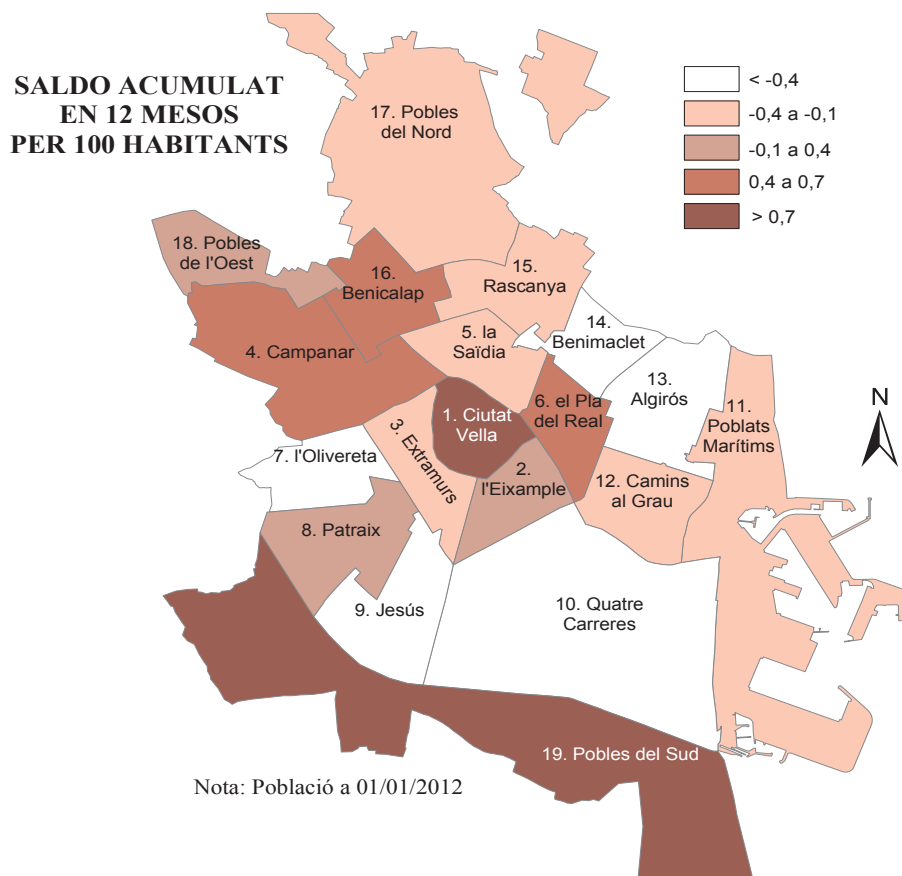 SALDO ACUMULAT
EN 12 MESOS
PER 100 HABITANTS
< -0,4
-0,4 a -0,1
-0,1 a 0,4
0,4 a 0,7
> 0,7
17. Pobles
del Nord
18. Pobles
de l'Oest
16.
Benicalap
15.
Rascanya
14.
Benimaclet
5. la
Saïdia
4. Campanar
13.
Algirós
6. el Pla
del Real
11.
Poblats
Marítims
N
1. Ciutat
Vella
3. Extramurs
7. l'Olivereta
2.
l'Eixample
12. Camins
al Grau
8. Patraix
9. Jesús
10. Quatre
Carreres
19. Pobles del Sud
Nota: Població a 01/01/2012